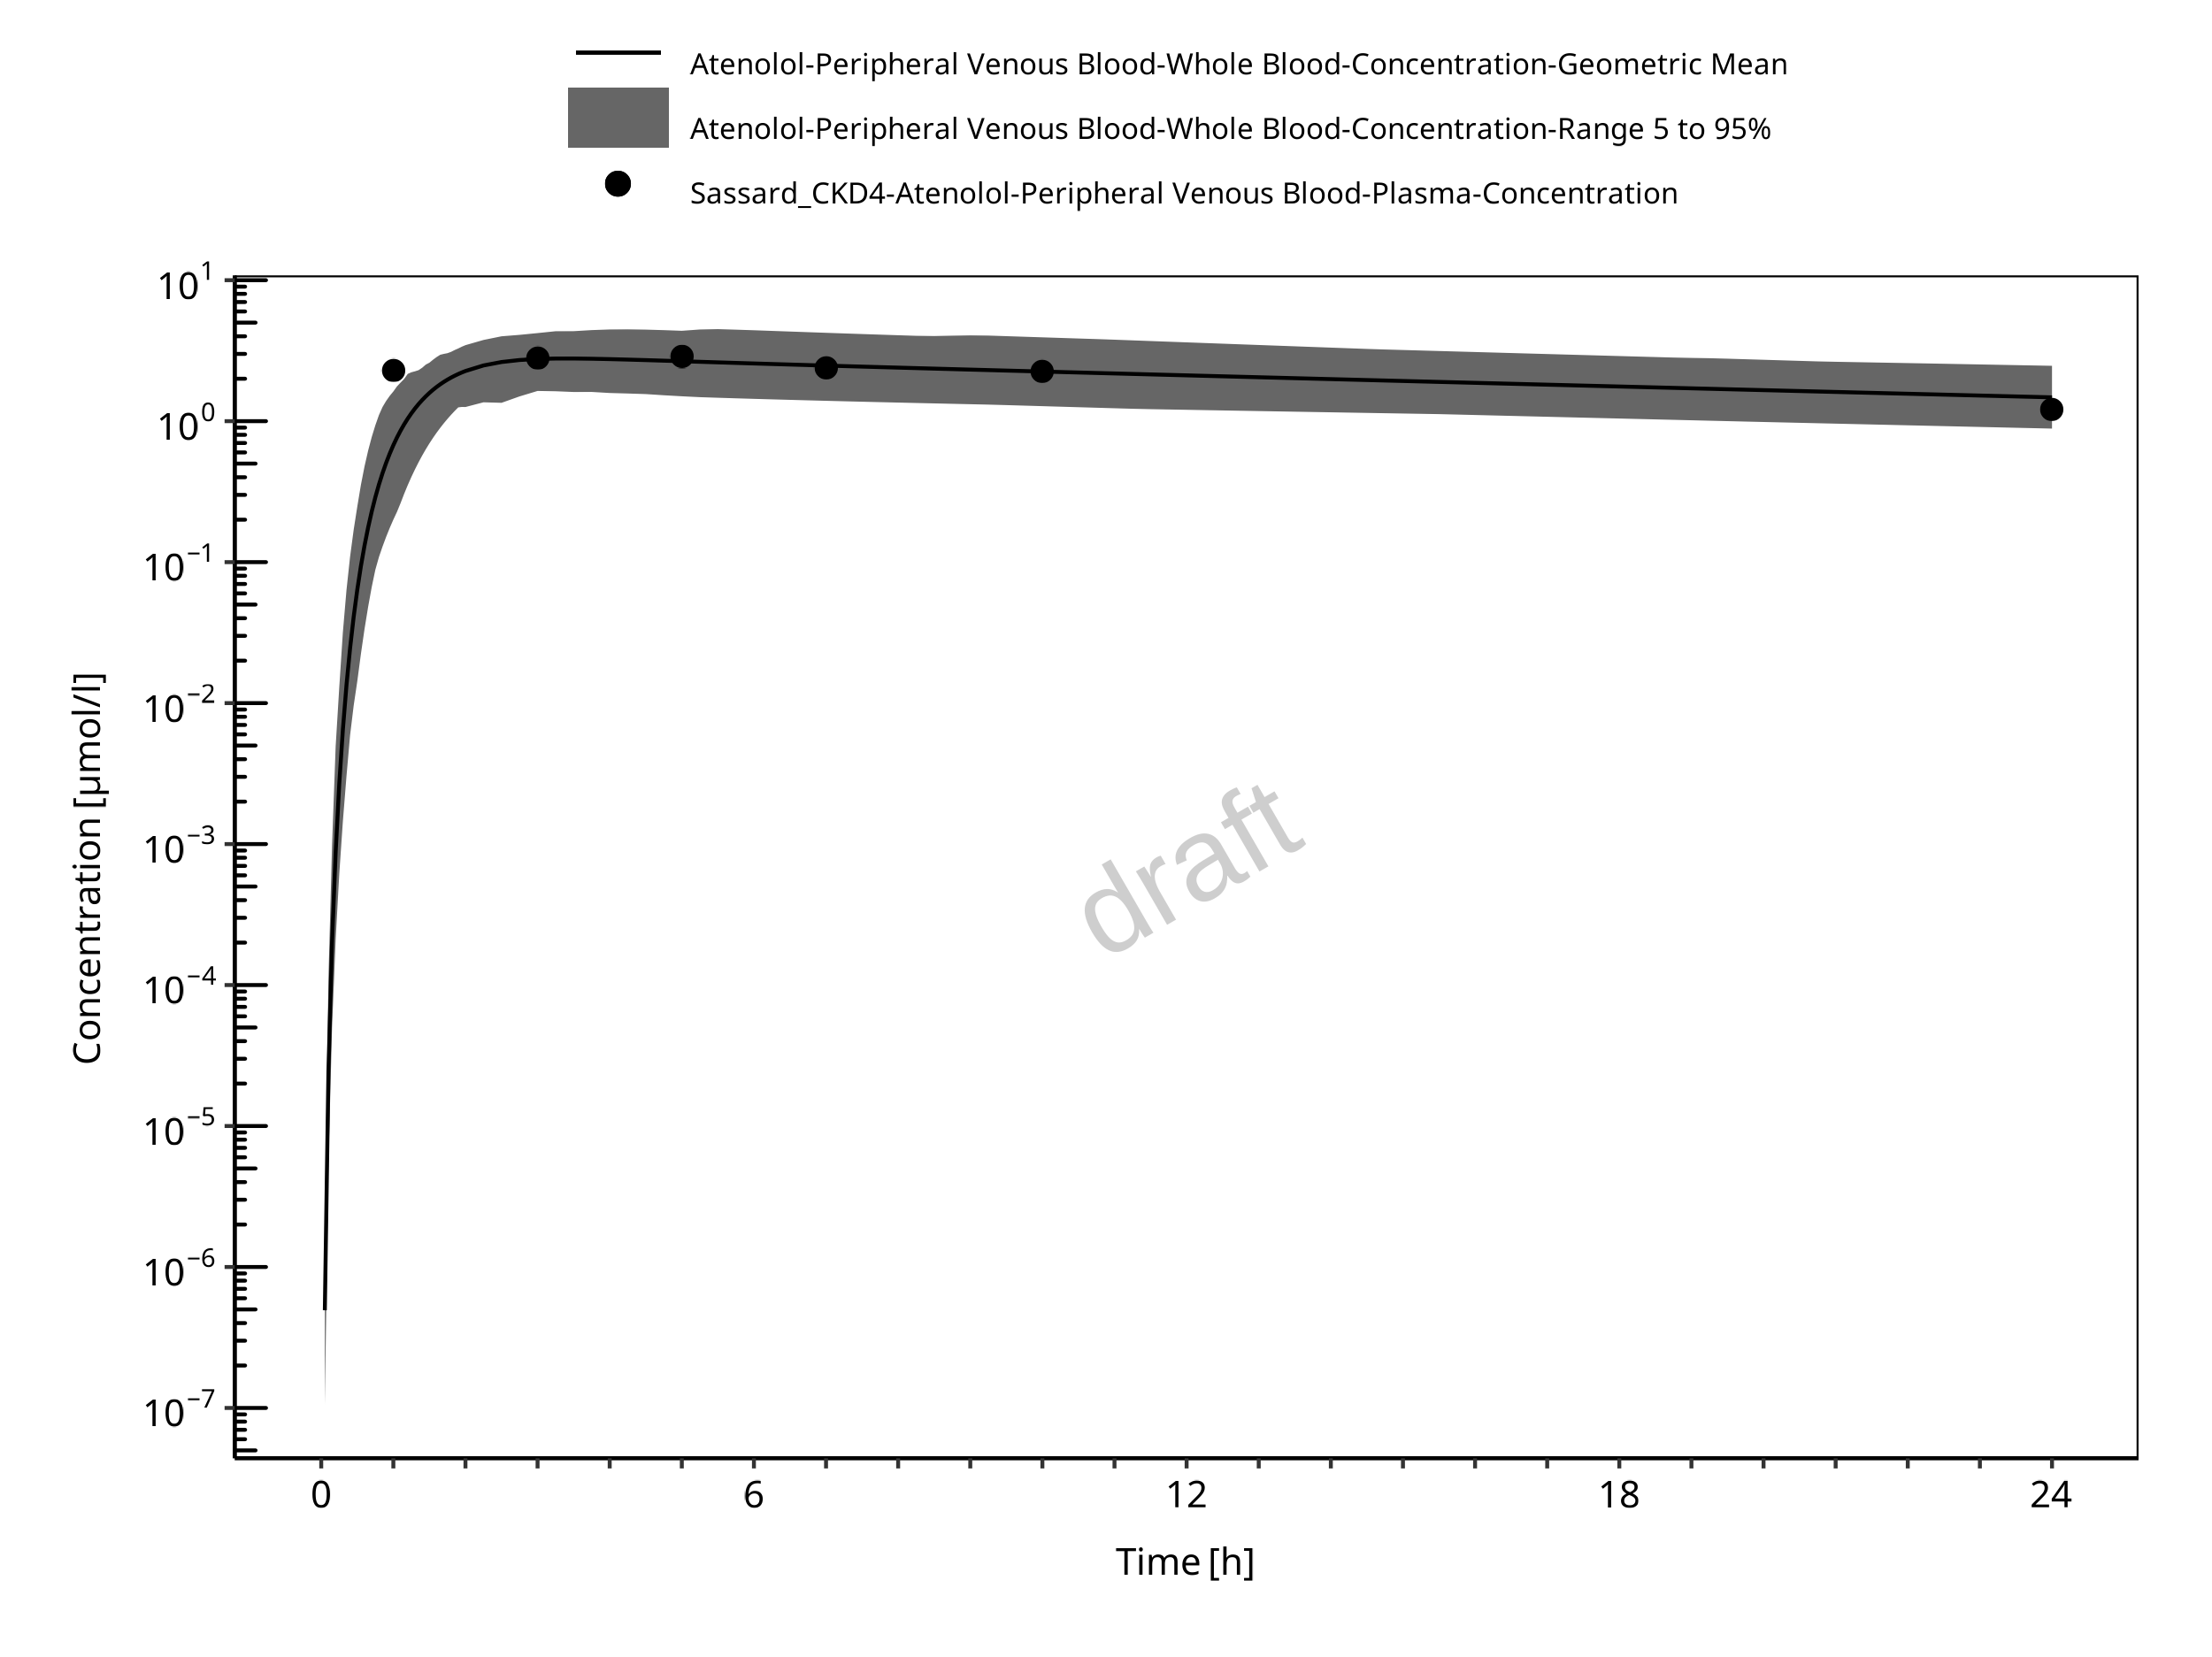 Atenolol-Peripheral Venous Blood-Whole Blood-Concentration-Geometric Mean
Atenolol-Peripheral Venous Blood-Whole Blood-Concentration-Range 5 to 95%
Sassard_CKD4-Atenolol-Peripheral Venous Blood-Plasma-Concentration
10¹
10⁰
10⁻¹
10⁻²
10⁻³
10⁻⁴
10⁻⁵
10⁻⁶
10⁻⁷
Concentration [µmol/l]
draft
0 6 12 18 24
Time [h]